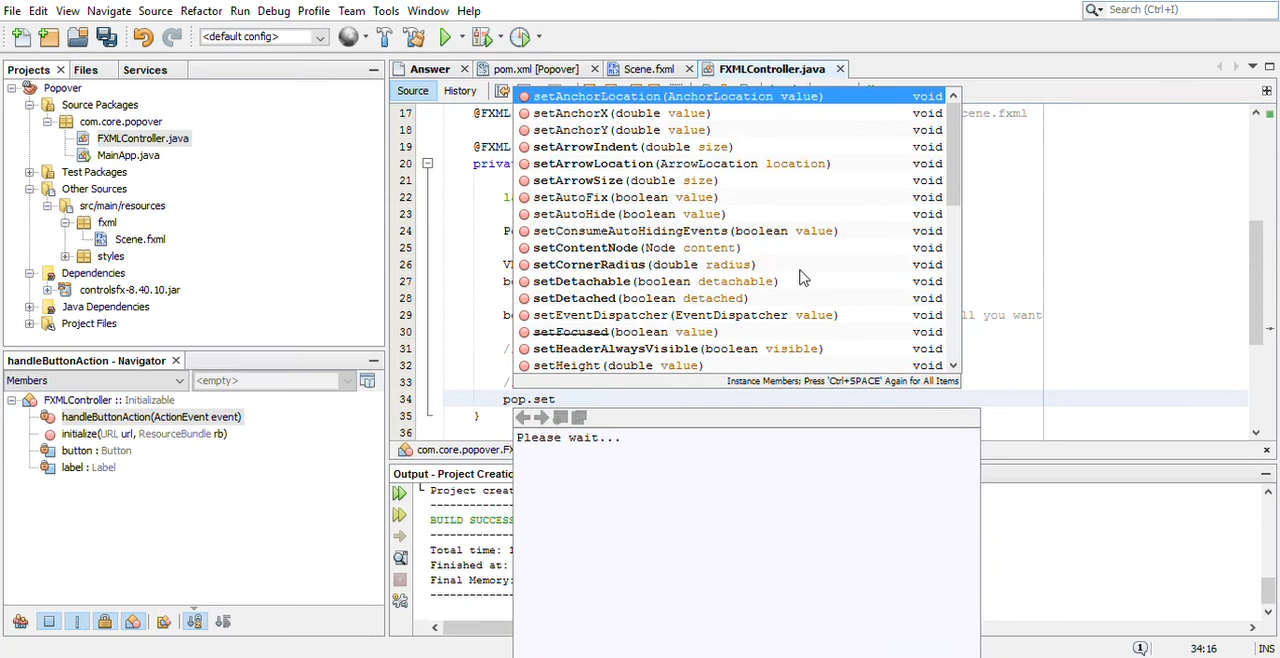 File Edit View Navigate Source Refactor Run Debug Profile Team Tools Window Help
Search (Ctrl+I)
<default config>
Projects Files Services
Answer pom.xml [Popover] Scene.fxml FXMLController.java
Source History
Popover
Source Packages
com.core.popover
FXMLController.java
MainApp.java
Test Packages
Other Sources
src/main/resources
fxml
Scene.fxml
styles
Dependencies
controlsfx-8.40.10.jar
Java Dependencies
Project Files
handleButtonAction - Navigator
Members <empty>
FXMLController :: Initializable
handleButtonAction(ActionEvent event)
initialize(URL url, ResourceBundle rb)
button : Button
label : Label
17 @FXML cene.fxml
18
19 @FXML
20 priva
21
22 la
23
24 P
25
26
27 b
28
29 b ll you want
30
31 /
32
33 /
34 pop.set
35 }
36
setAnchorLocation(AnchorLocation value) void
setAnchorX(double value) void
setAnchorY(double value) void
setArrowIndent(double size) void
setArrowLocation(ArrowLocation location) void
setArrowSize(double size) void
setAutoFix(boolean value) void
setAutoHide(boolean value) void
setConsumeAutoHidingEvents(boolean value) void
setContentNode(Node content) void
setCornerRadius(double radius) void
setDetachable(boolean detachable) void
setDetached(boolean detached) void
setEventDispatcher(EventDispatcher value) void
setFocused(boolean value) void
setHeaderAlwaysVisible(boolean visible) void
setHeight(double value) void
Instance Members; Press 'Ctrl+SPACE' Again for All Items
Please wait...
com.core.popover.F
Output - Project Creatio
Project creat
BUILD SUCCESS
Total time: 1
Finished at:
Final Memory:
1 34:16 INS